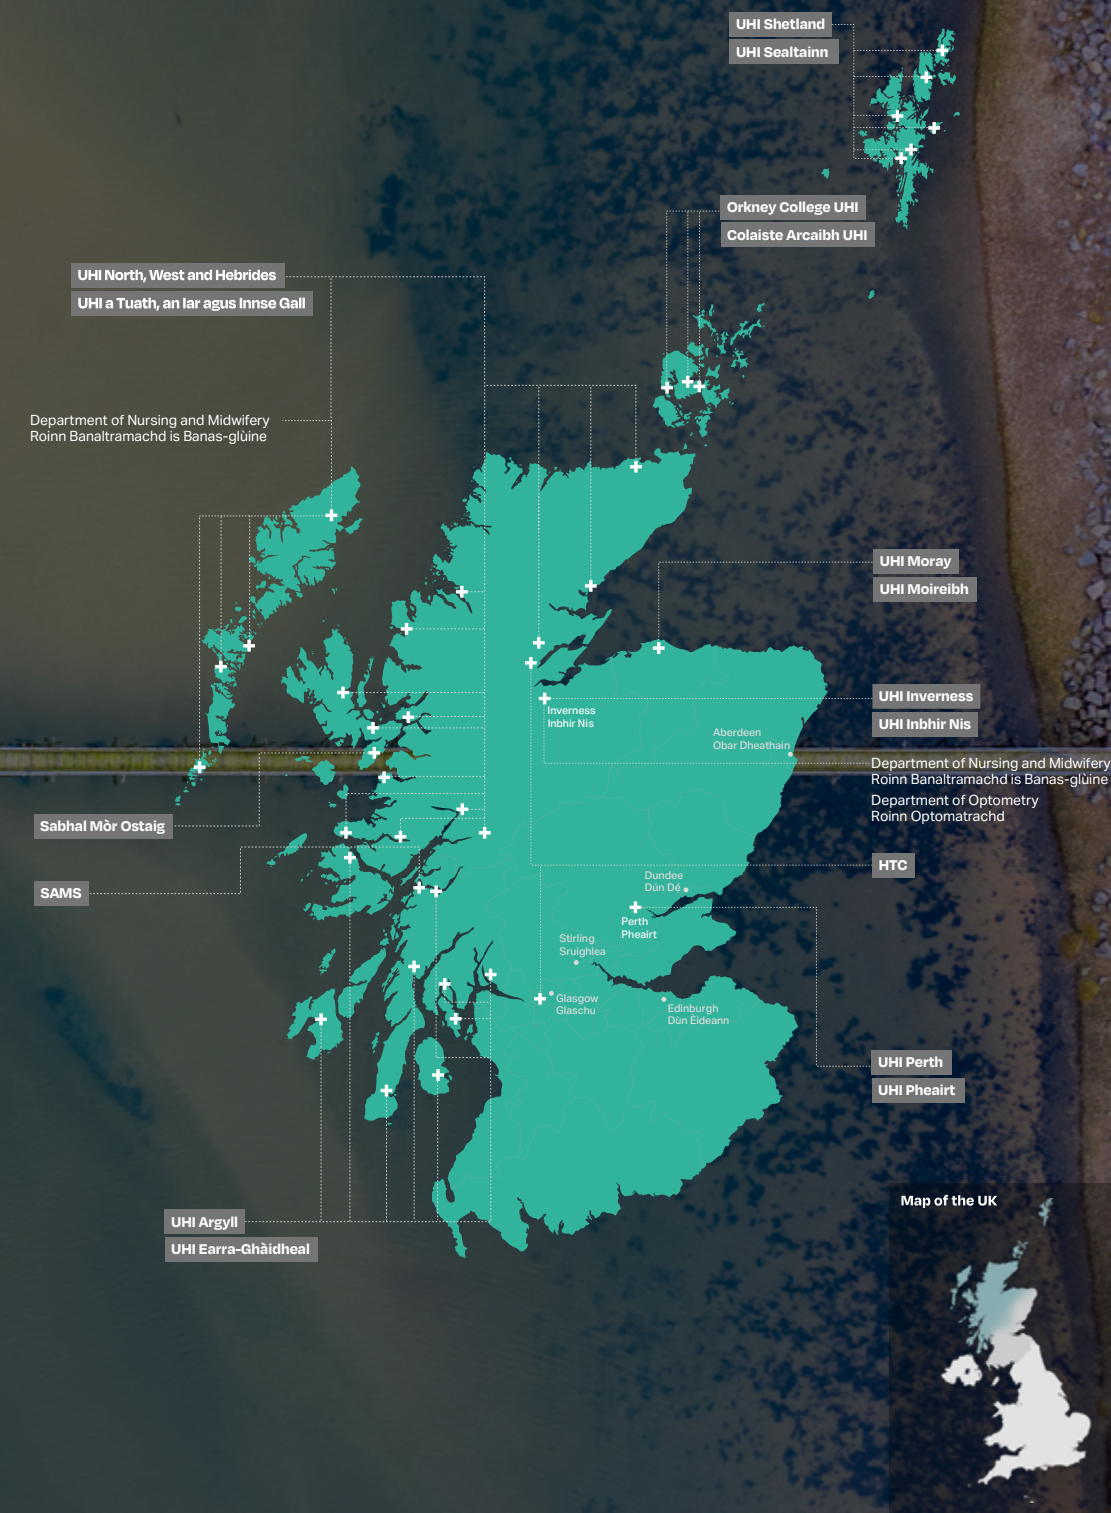 UHI Shetland
UHI Sealtainn
Orkney College UHI
Colaiste Arcaibh UHI
UHI North, West and Hebrides
UHI a Tuath, an Iar agus Innse Gall
Department of Nursing and Midwifery
Roinn Banaltramachd is Banas-glùine
UHI Moray
UHI Moireibh
UHI Inverness
UHI Inbhir Nis
Inverness
Inbhir Nis
Aberdeen
Obar Dheathain
Department of Nursing and Midwifery
Roinn Banaltramachd is Banas-glùine
Department of Optometry
Roinn Optomatrachd
Sabhal Mòr Ostaig
HTC
SAMS
Dundee
Dún Dé
Perth
Pheairt
Stirling
Sruighlea
Glasgow
Glaschu
Edinburgh
Dùn Èideann
UHI Perth
UHI Pheairt
UHI Argyll
UHI Earra-Ghàidheal
Map of the UK